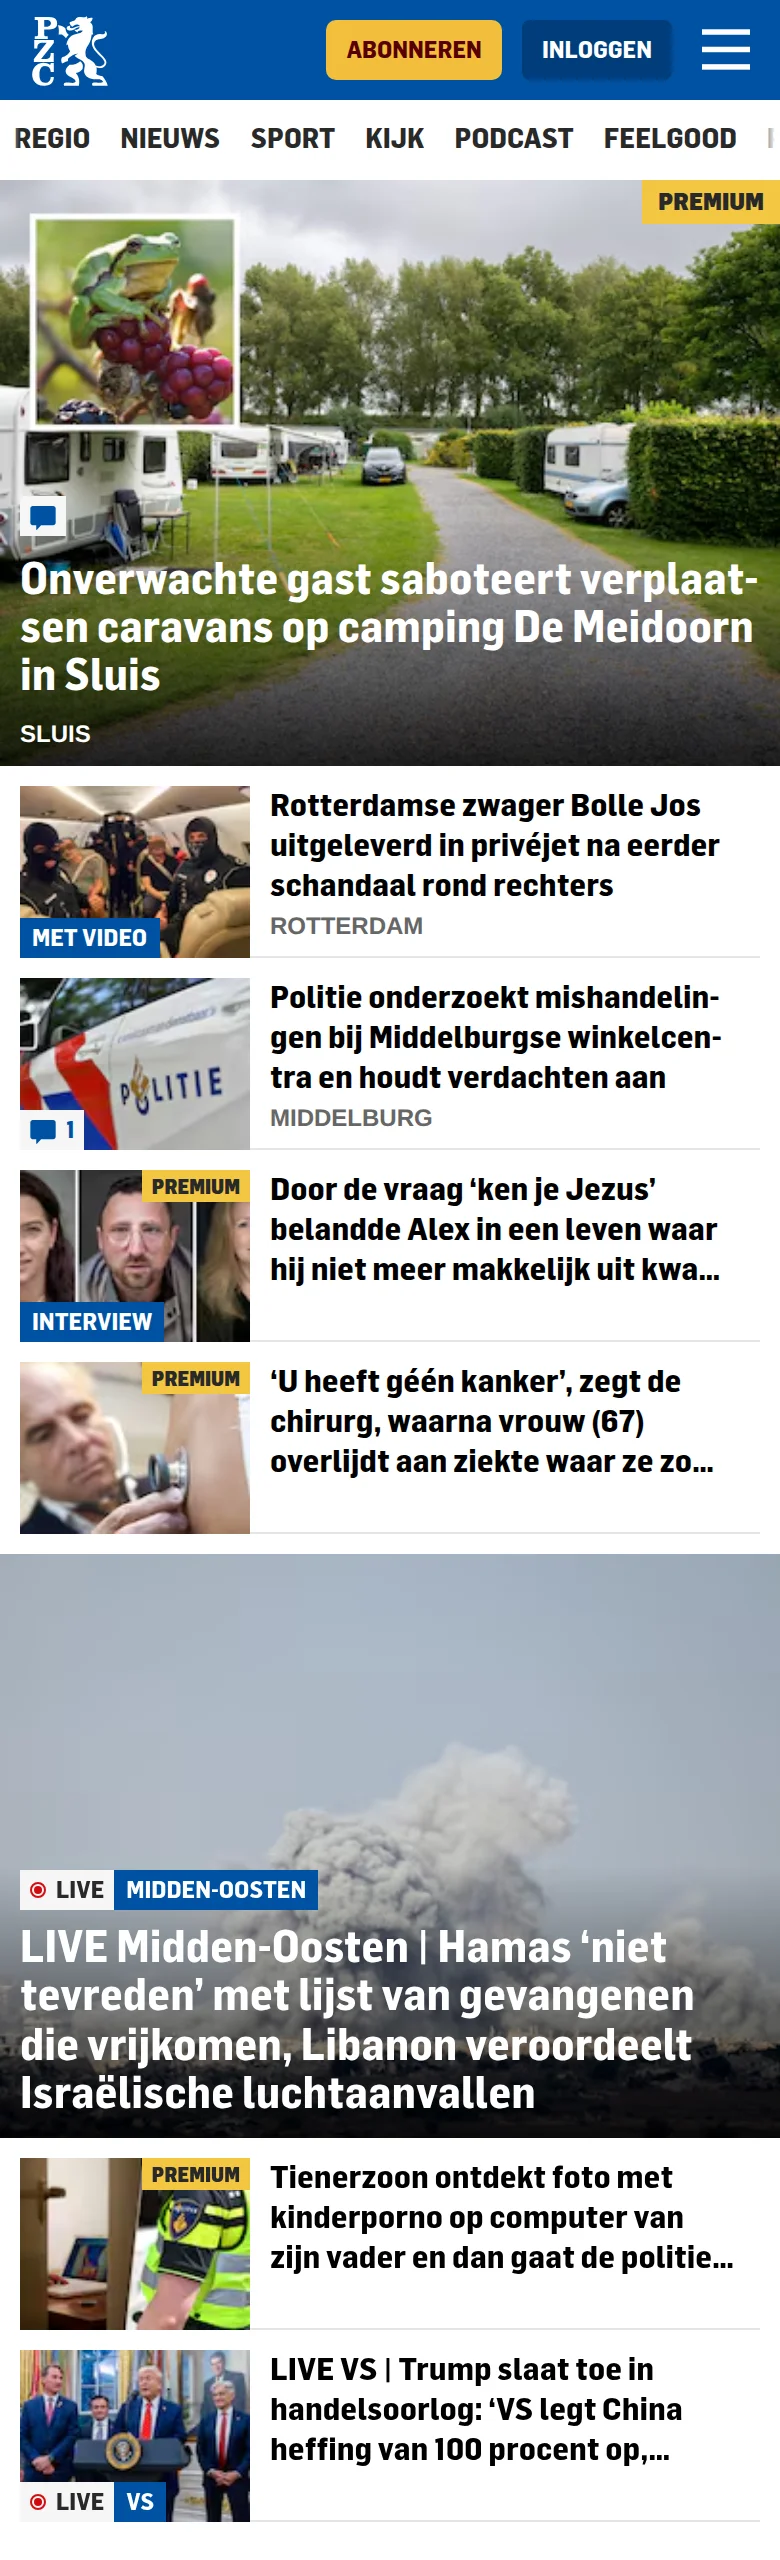 PZC
ABONNEREN
INLOGGEN
REGIO NIEUWS SPORT KIJK PODCAST FEELGOOD
PREMIUM
Onverwachte gast saboteert verplaat-
sen caravans op camping De Meidoorn
in Sluis
SLUIS
MET VIDEO
Rotterdamse zwager Bolle Jos
uitgeleverd in privéjet na eerder
schandaal rond rechters
ROTTERDAM
POLITIE
1
Politie onderzoekt mishandelin-
gen bij Middelburgse winkelcen-
tra en houdt verdachten aan
MIDDELBURG
PREMIUM
INTERVIEW
Door de vraag ‘ken je Jezus’
belandde Alex in een leven waar
hij niet meer makkelijk uit kwa...
PREMIUM
‘U heeft géén kanker’, zegt de
chirurg, waarna vrouw (67)
overlijdt aan ziekte waar ze zo...
LIVE MIDDEN-OOSTEN
LIVE Midden-Oosten | Hamas ‘niet
tevreden’ met lijst van gevangenen
die vrijkomen, Libanon veroordeelt
Israëlische luchtaanvallen
PREMIUM
Tienerzoon ontdekt foto met
kinderporno op computer van
zijn vader en dan gaat de politie...
LIVE VS
LIVE VS | Trump slaat toe in
handelsoorlog: ‘VS legt China
heffing van 100 procent op,...